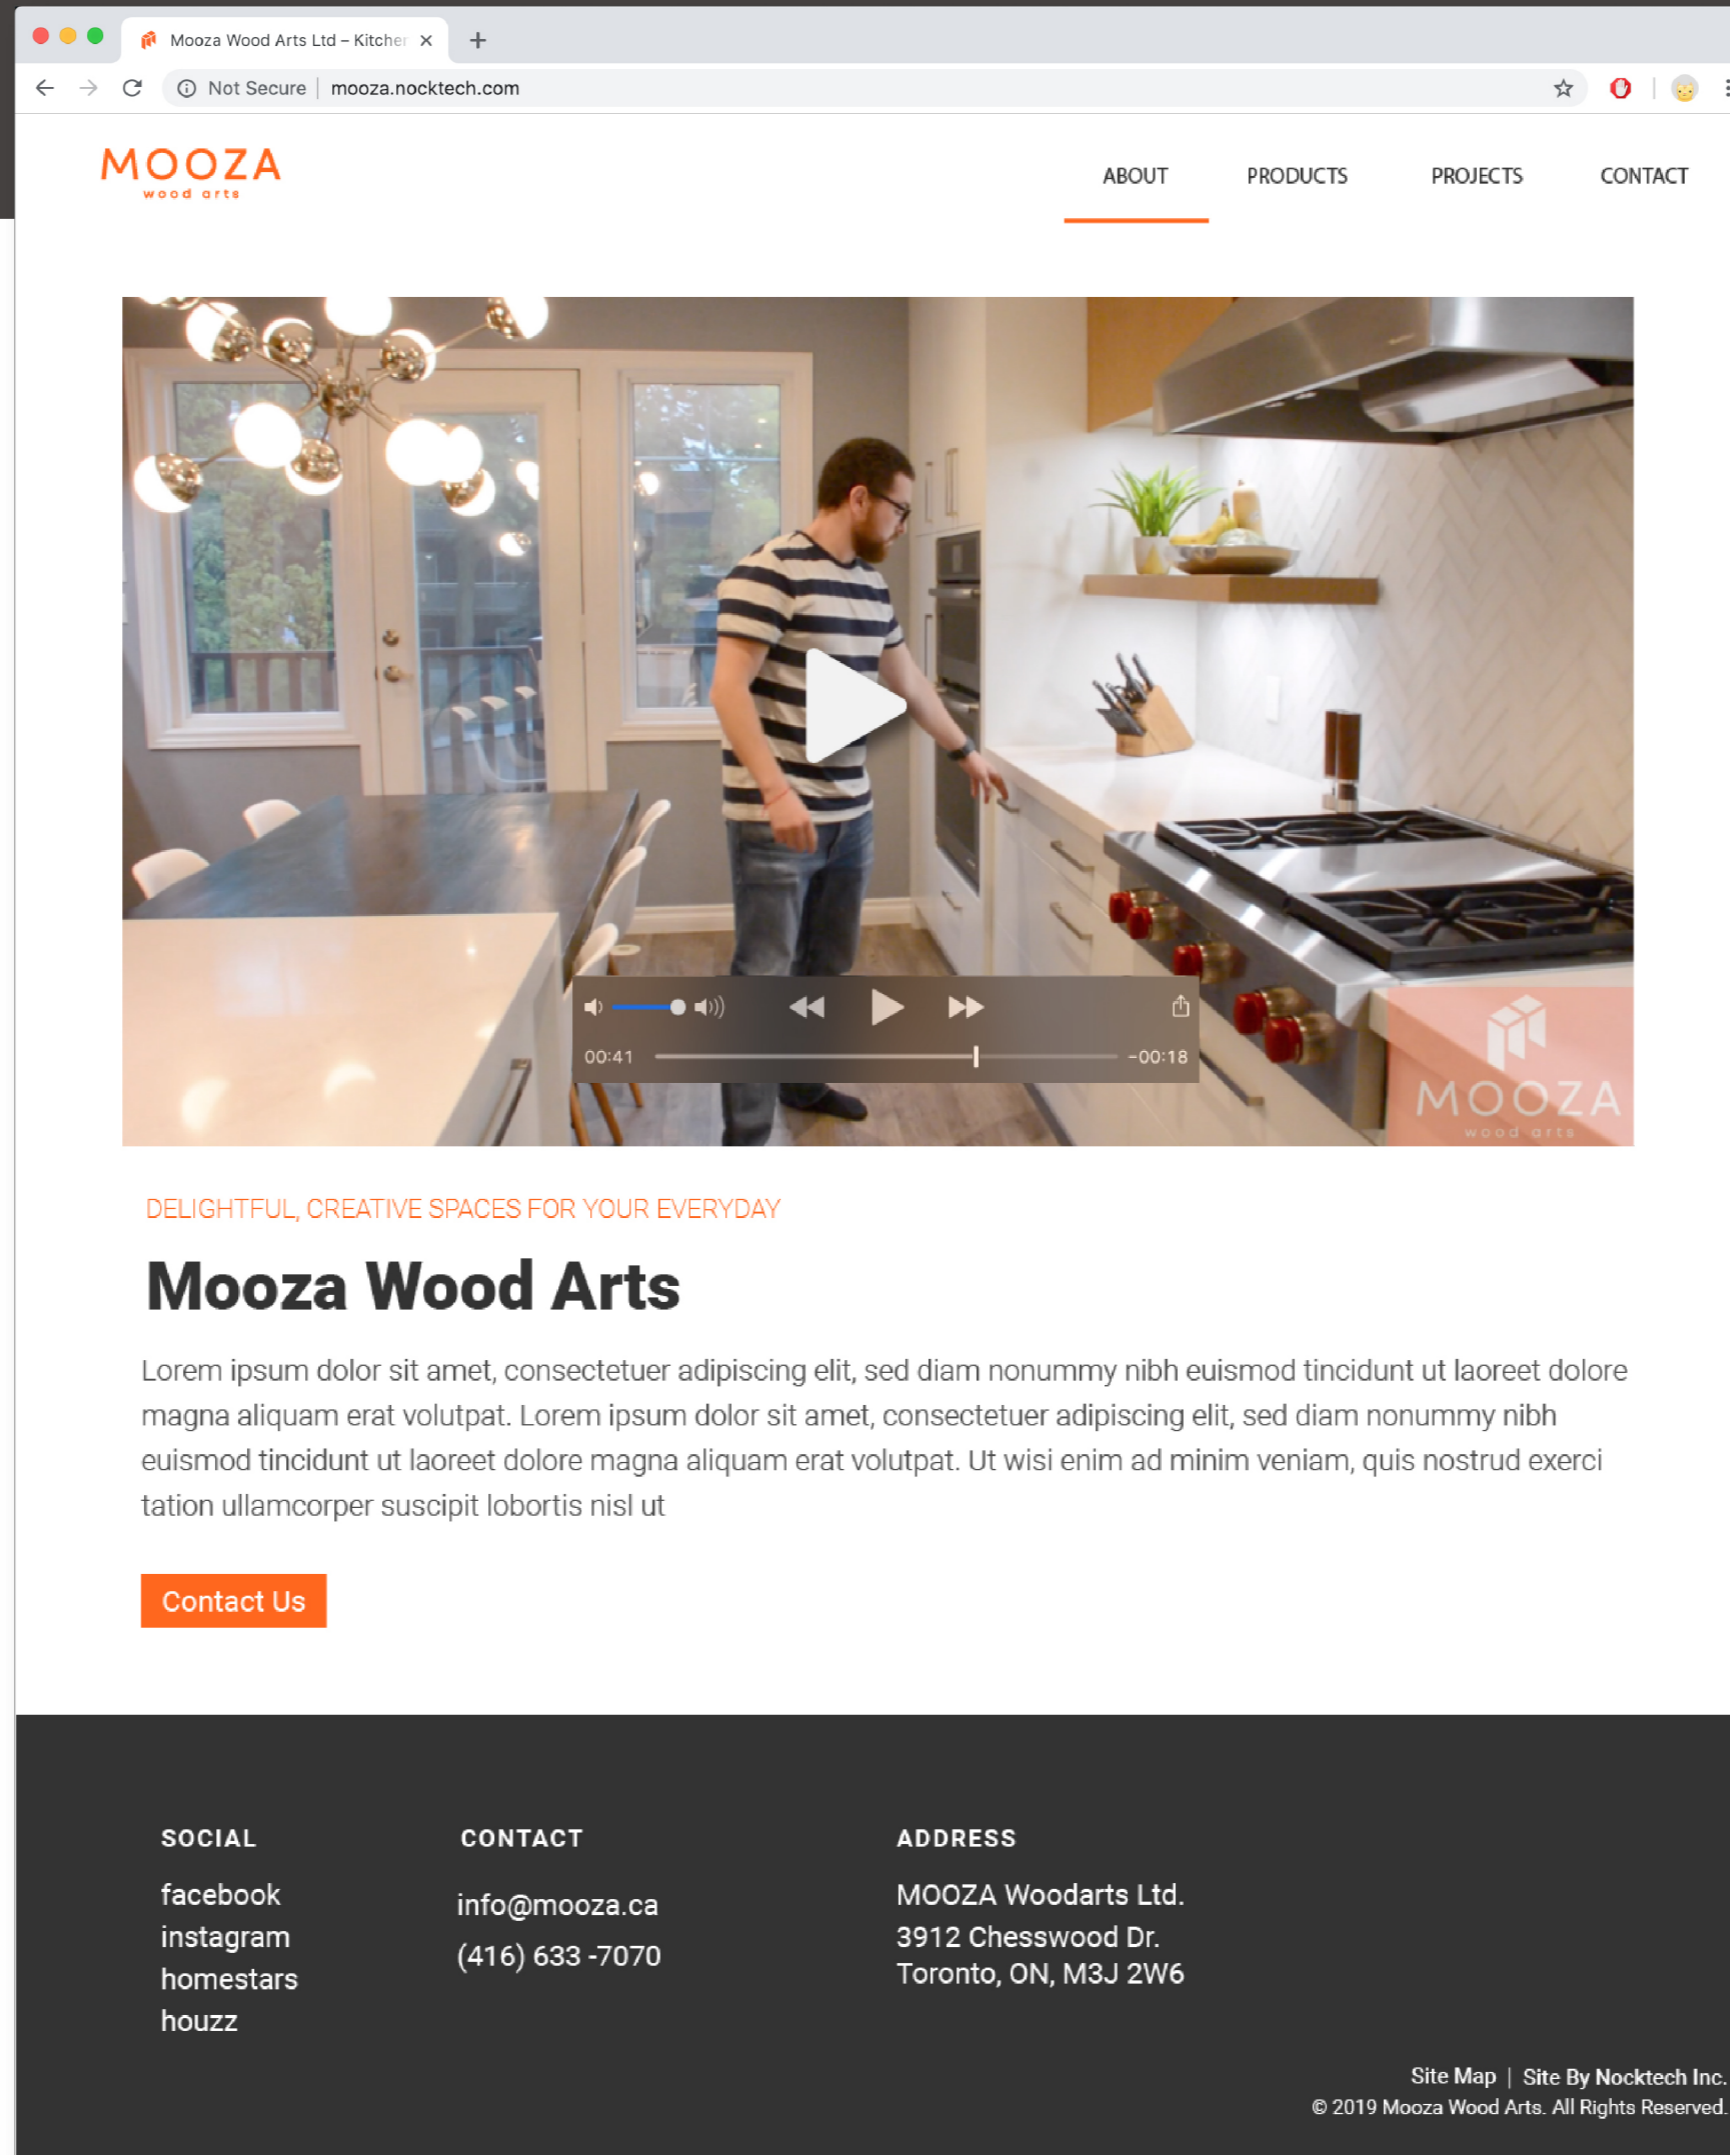 Mooza Wood Arts Ltd – Kitchen
Not Secure | mooza.nocktech.com
MOOZA
wood arts
ABOUT PRODUCTS PROJECTS CONTACT
00:41 -00:18
MOOZA
wood arts
DELIGHTFUL, CREATIVE SPACES FOR YOUR EVERYDAY
Mooza Wood Arts
Lorem ipsum dolor sit amet, consectetuer adipiscing elit, sed diam nonummy nibh euismod tincidunt ut laoreet dolore
magna aliquam erat volutpat. Lorem ipsum dolor sit amet, consectetuer adipiscing elit, sed diam nonummy nibh
euismod tincidunt ut laoreet dolore magna aliquam erat volutpat. Ut wisi enim ad minim veniam, quis nostrud exerci
tation ullamcorper suscipit lobortis nisl ut
Contact Us
SOCIAL
facebook
instagram
homestars
houzz
CONTACT
info@mooza.ca
(416) 633 -7070
ADDRESS
MOOZA Woodarts Ltd.
3912 Chesswood Dr.
Toronto, ON, M3J 2W6
Site Map | Site By Nocktech Inc.
© 2019 Mooza Wood Arts. All Rights Reserved.